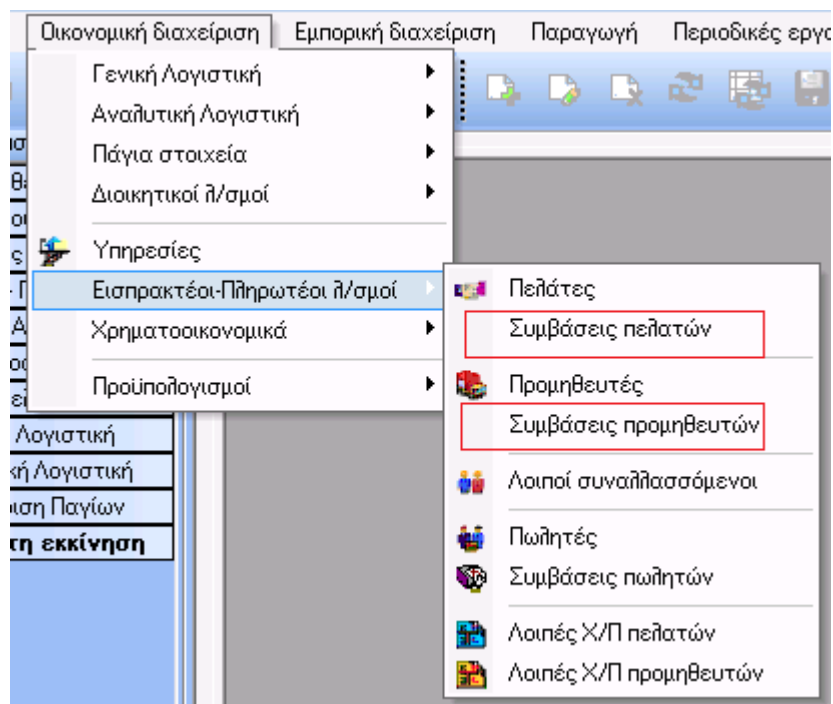 Οικονομική διαχείριση Εμπορική διαχείριση Παραγωγή Περιοδικές εργα
Γενική Λογιστική
Αναλυτική Λογιστική
Πάγια στοιχεία
Διοικητικοί λ/σμοί
Υπηρεσίες
Εισπρακτέοι-Πληρωτέοι λ/σμοί
Χρηματοοικονομικά
Προϋπολογισμοί
Πελάτες
Συμβάσεις πελατών
Προμηθευτές
Συμβάσεις προμηθευτών
Λοιποί συναλλασσόμενοι
Πωλητές
Συμβάσεις πωλητών
Λοιπές Χ/Π πελατών
Λοιπές Χ/Π προμηθευτών
Λογιστική
κή Λογιστική
ιση Παγίων
τη εκκίνηση